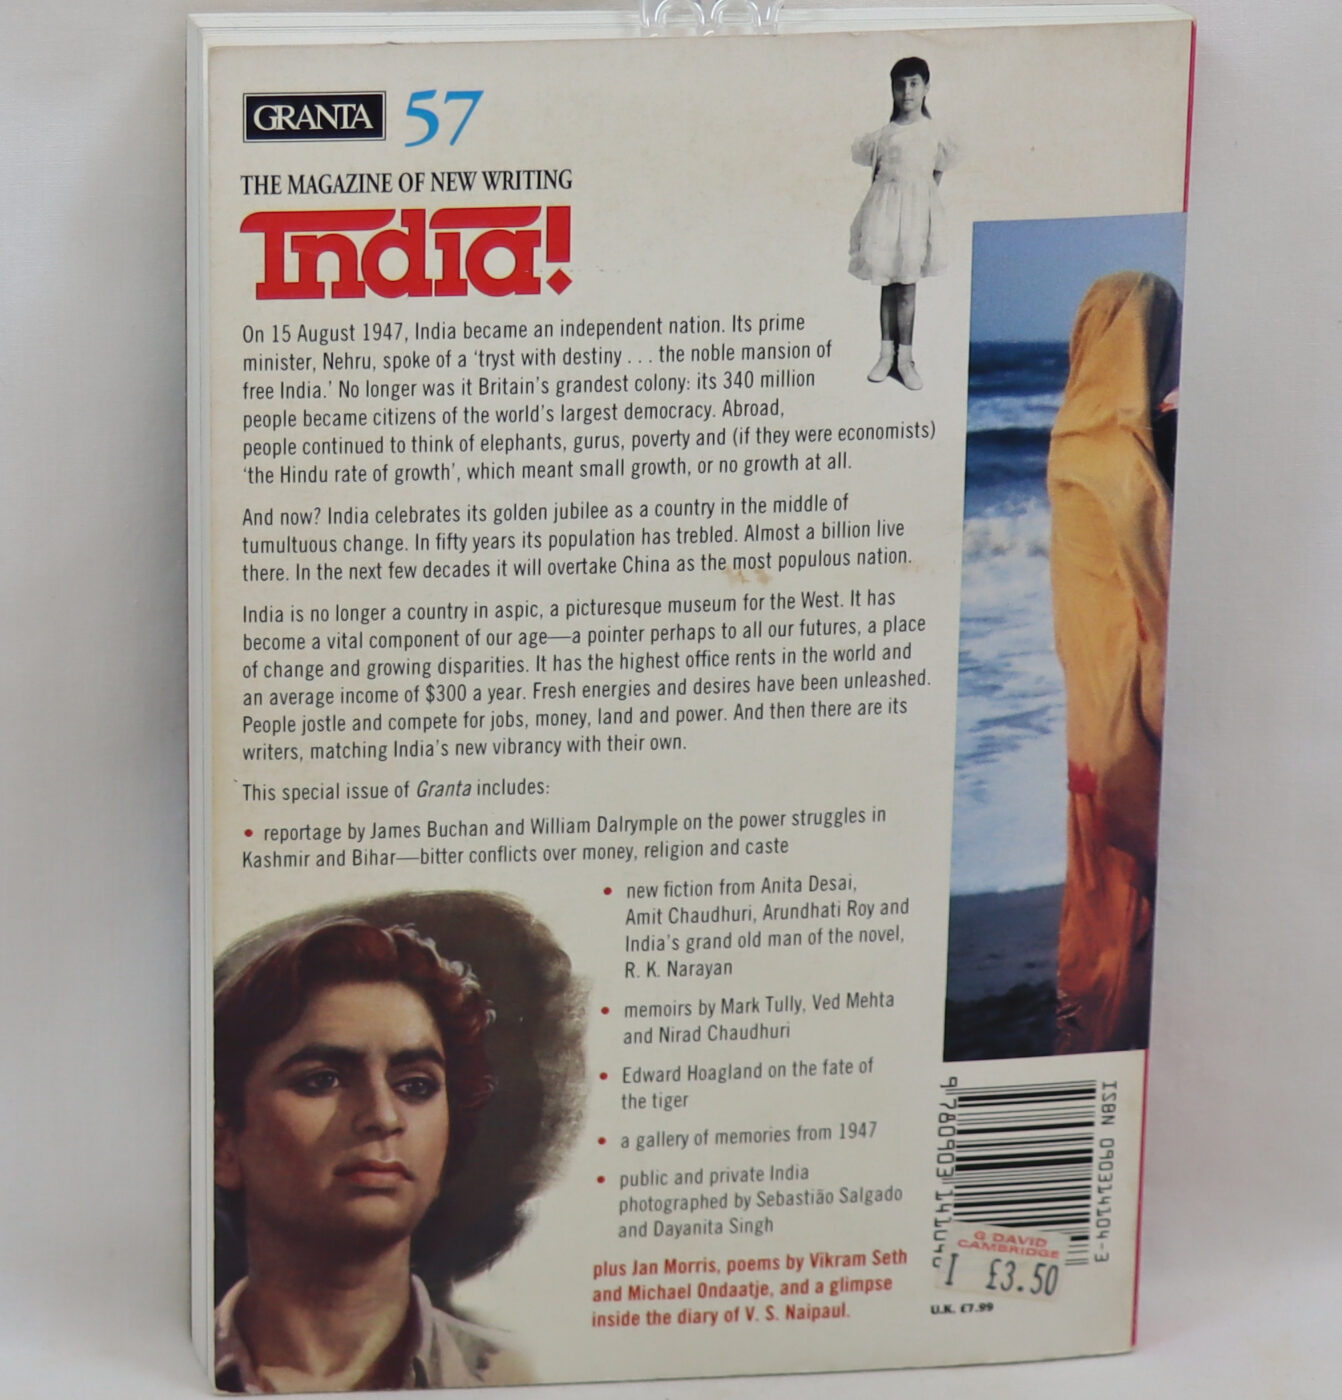 GRANTA 57
THE MAGAZINE OF NEW WRITING
India!
On 15 August 1947, India became an independent nation. Its prime
minister, Nehru, spoke of a ‘tryst with destiny . . . the noble mansion of
free India.’ No longer was it Britain’s grandest colony: its 340 million
people became citizens of the world’s largest democracy. Abroad,
people continued to think of elephants, gurus, poverty and (if they were economists)
‘the Hindu rate of growth’, which meant small growth, or no growth at all.
And now? India celebrates its golden jubilee as a country in the middle of
tumultuous change. In fifty years its population has trebled. Almost a billion live
there. In the next few decades it will overtake China as the most populous nation.
India is no longer a country in aspic, a picturesque museum for the West. It has
become a vital component of our age—a pointer perhaps to all our futures, a place
of change and growing disparities. It has the highest office rents in the world and
an average income of $300 a year. Fresh energies and desires have been unleashed.
People jostle and compete for jobs, money, land and power. And then there are its
writers, matching India’s new vibrancy with their own.
This special issue of Granta includes:
• reportage by James Buchan and William Dalrymple on the power struggles in
Kashmir and Bihar—bitter conflicts over money, religion and caste
• new fiction from Anita Desai,
Amit Chaudhuri, Arundhati Roy and
India’s grand old man of the novel,
R. K. Narayan
• memoirs by Mark Tully, Ved Mehta
and Nirad Chaudhuri
• Edward Hoagland on the fate of
the tiger
• a gallery of memories from 1947
• public and private India
photographed by Sebastião Salgado
and Dayanita Singh
plus Jan Morris, poems by Vikram Seth
and Michael Ondaatje, and a glimpse
inside the diary of V. S. Naipaul.
ISBN 090314104-3
9 780903 141040
G DAVID
CAMBRIDGE
I £3.50
U.K. £7.99